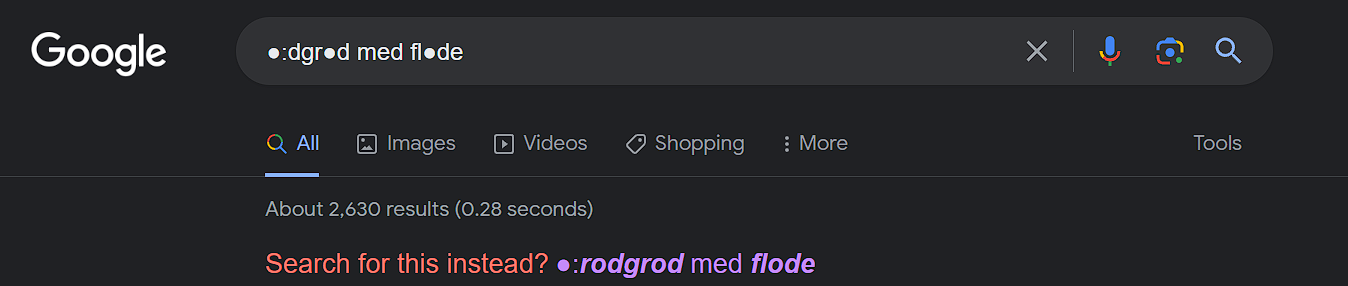 Google
●:dgr●d med fl●de
All Images Videos Shopping More Tools
About 2,630 results (0.28 seconds)
Search for this instead? ●:rodgrod med flode